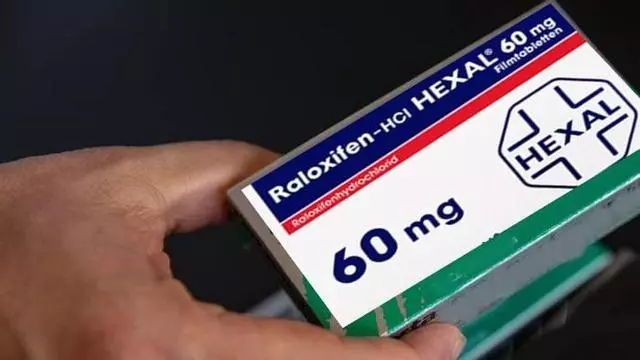 Raloxifen-HCl HEXAL® 60 mg
Filmtabletten
Raloxifenhydrochlorid
HEXAL
60 mg